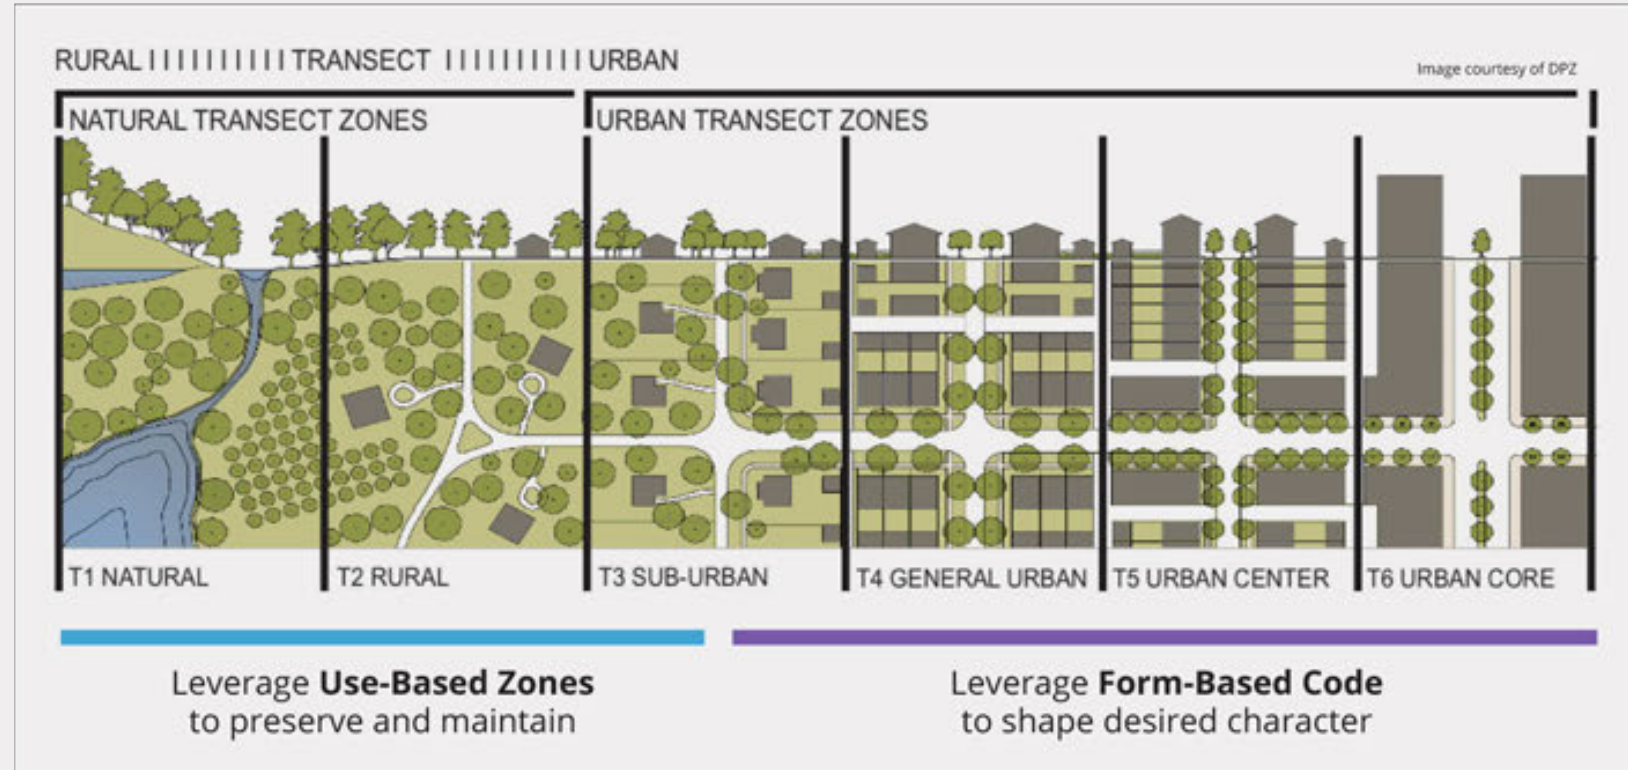 RURAL IIIIIIIIII TRANSECT IIIIIIIIII URBAN
Image courtesy of DPZ
NATURAL TRANSECT ZONES
URBAN TRANSECT ZONES
T1 NATURAL
T2 RURAL
T3 SUB-URBAN
T4 GENERAL URBAN
T5 URBAN CENTER
T6 URBAN CORE
Leverage Use-Based Zones
to preserve and maintain
Leverage Form-Based Code
to shape desired character